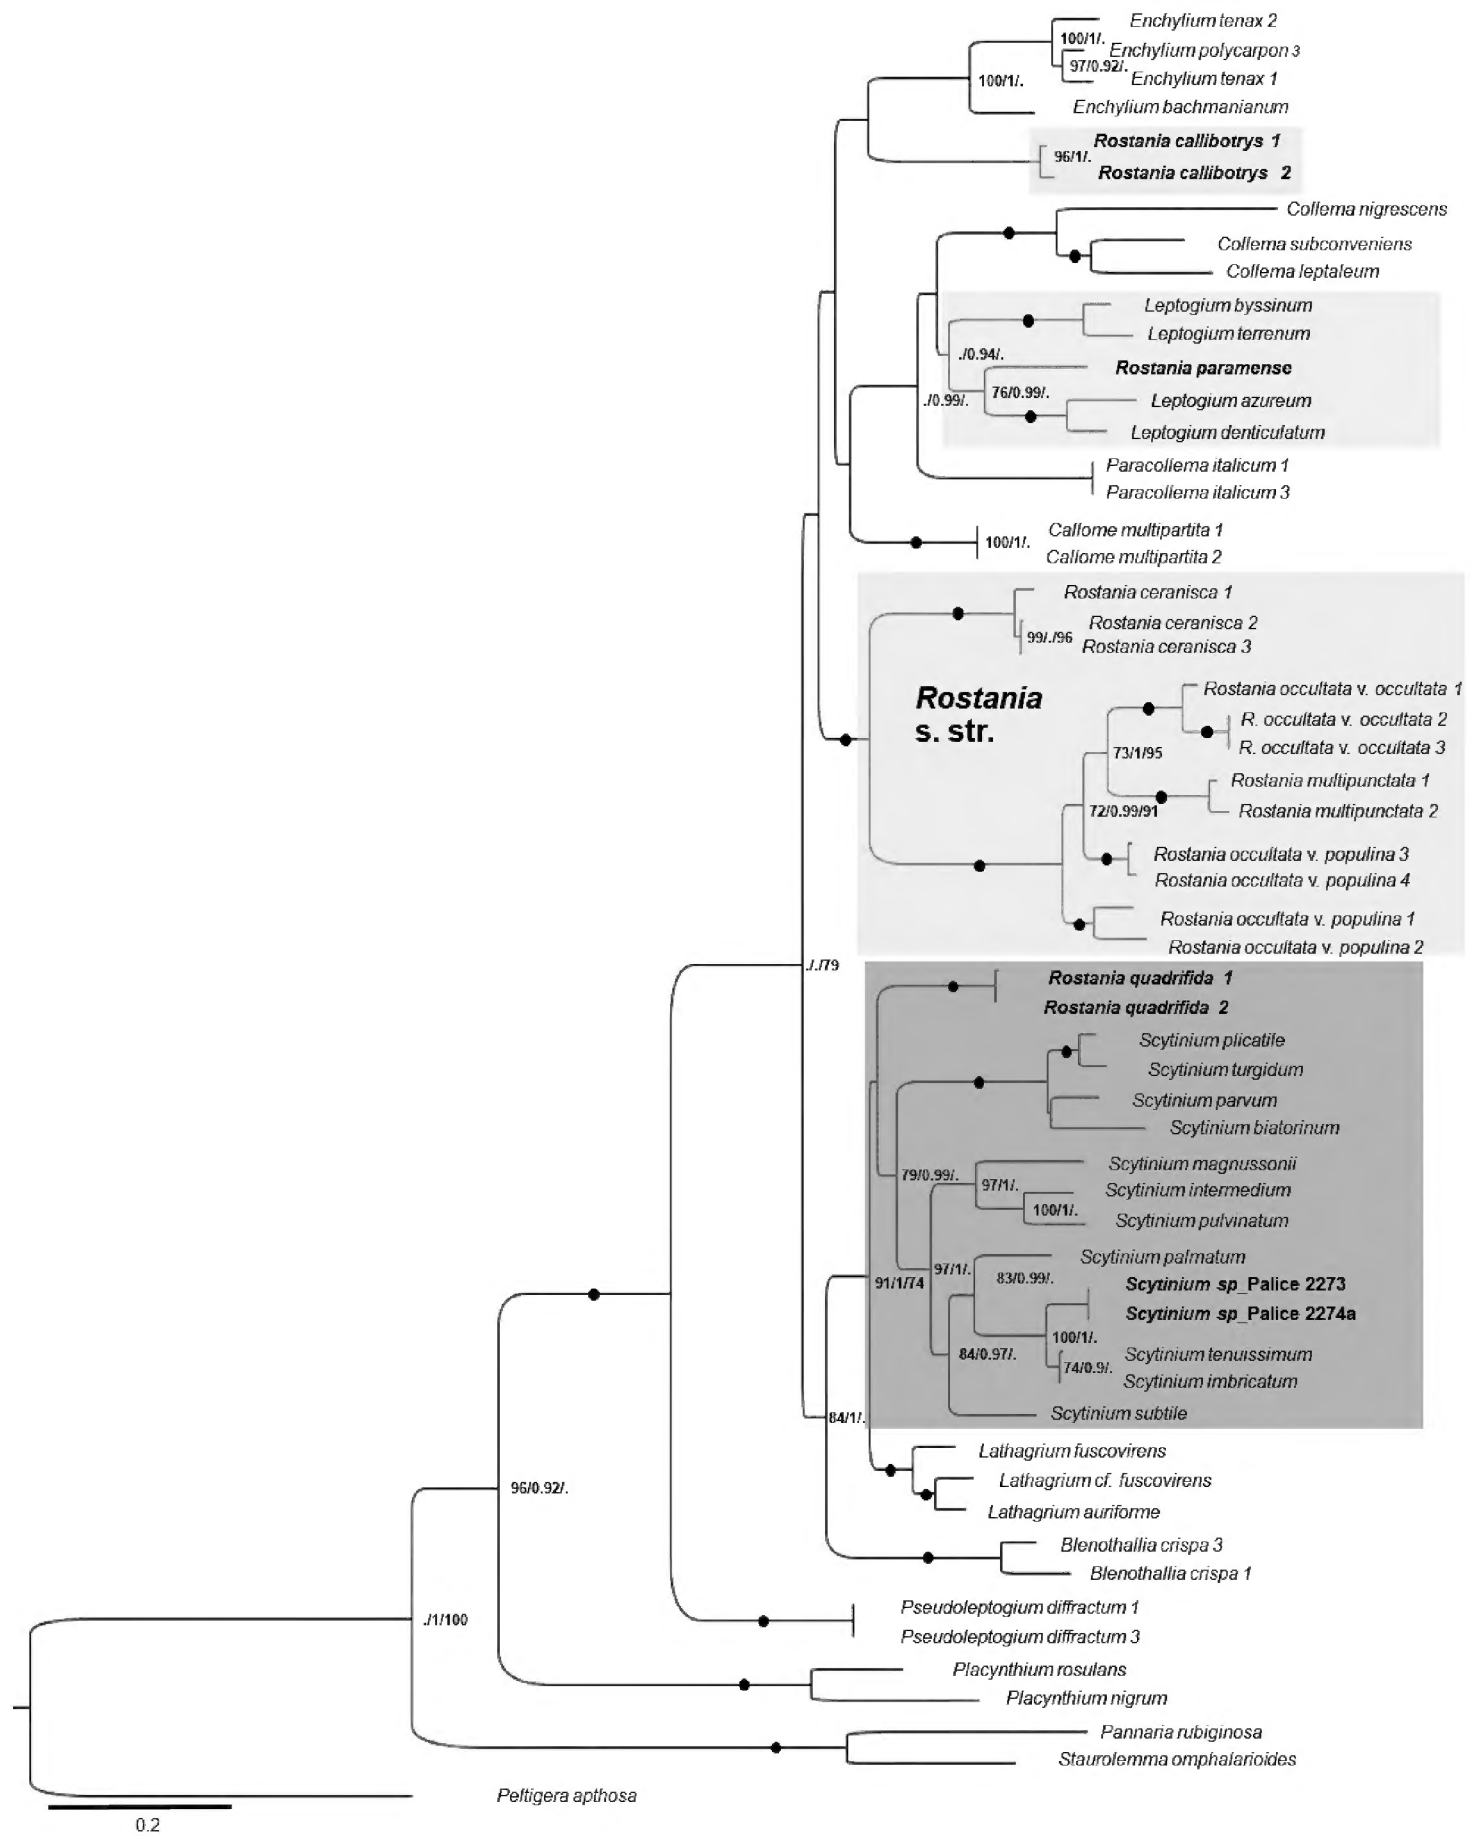 Enchylium tenax 2
100/1/.
Enchylium polycarpon 3
97/0.92/.
Enchylium tenax 1
100/1/.
Enchylium bachmanianum
Rostania callibotrys 1
96/1/.
Rostania callibotrys 2
Collema nigrescens
Collema subconveniens
Collema leptaleum
Leptogium byssinum
Leptogium terrenum
./0.94/.
Rostania paramense
76/0.99/.
./0.99/.
Leptogium azureum
Leptogium denticulatum
Paracollema italicum 1
Paracollema italicum 3
Callome multipartita 1
100/1/.
Callome multipartita 2
Rostania ceranisca 1
Rostania ceranisca 2
99/./96
Rostania ceranisca 3
Rostania
s. str.
Rostania occultata v. occultata 1
R. occultata v. occultata 2
R. occultata v. occultata 3
73/1/95
Rostania multipunctata 1
72/0.99/91
Rostania multipunctata 2
Rostania occultata v. populina 3
Rostania occultata v. populina 4
Rostania occultata v. populina 1
Rostania occultata v. populina 2
././79
Rostania quadrifida 1
Rostania quadrifida 2
Scytinium plicatile
Scytinium turgidum
Scytinium parvum
Scytinium biatorinum
Scytinium magnussonii
79/0.99/.
97/1/.
Scytinium intermedium
100/1/.
Scytinium pulvinatum
Scytinium palmatum
97/1/.
83/0.99/.
91/1/74
Scytinium sp_Palice 2273
Scytinium sp_Palice 2274a
100/1/.
84/0.97/.
Scytinium tenuissimum
74/0.9/.
Scytinium imbricatum
Scytinium subtile
84/1/.
Lathagrium fuscovirens
Lathagrium cf. fuscovirens
96/0.92/.
Lathagrium auriforme
Blenothallia crispa 3
Blenothallia crispa 1
Pseudoleptogium diffractum 1
./1/100
Pseudoleptogium diffractum 3
Placynthium rosulans
Placynthium nigrum
Pannaria rubiginosa
Staurolemma omphalarioides
Peltigera apthosa
0.2